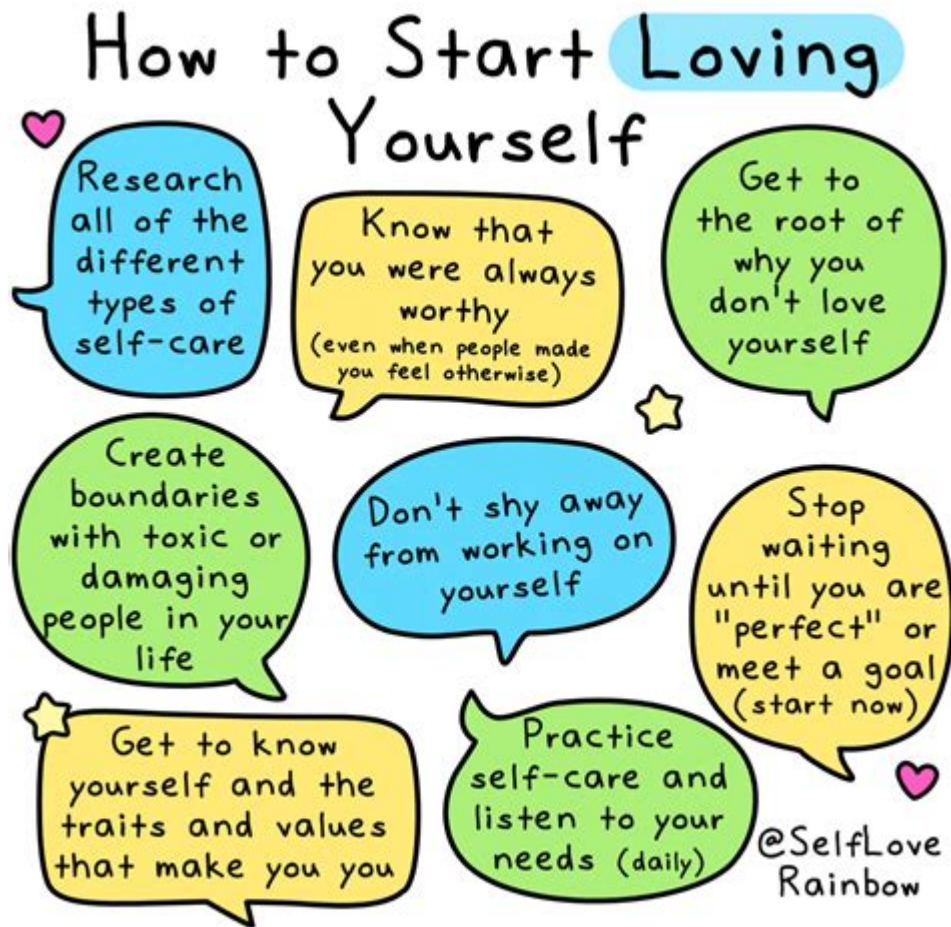 How to Start Loving
Yourself
Research
all of the
different
types of
self-care
Know that
you were always
worthy
(even when people made
you feel otherwise)
Get to
the root of
why you
don't love
yourself
Create
boundaries
with toxic or
damaging
people in your
life
Don't shy away
from working on
yourself
Stop
waiting
until you are
"perfect" or
meet a goal
(start now)
Get to know
yourself and the
traits and values
that make you you
Practice
self-care and
listen to your
needs (daily)
@SelfLove
Rainbow